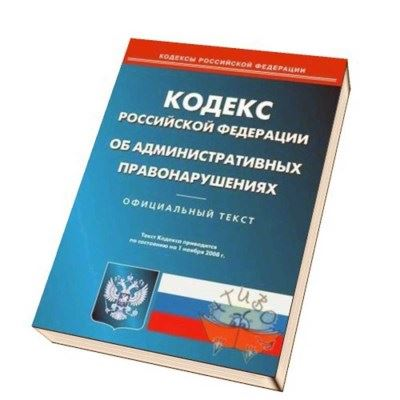 КОДЕКСЫ РОССИЙСКОЙ ФЕДЕРАЦИИ
КОДЕКС
РОССИЙСКОЙ ФЕДЕРАЦИИ
ОБ АДМИНИСТРАТИВНЫХ
ПРАВОНАРУШЕНИЯХ
ОФИЦИАЛЬНЫЙ ТЕКСТ
Текст Кодекса приводится
по состоянию на 1 ноября 2008 г.